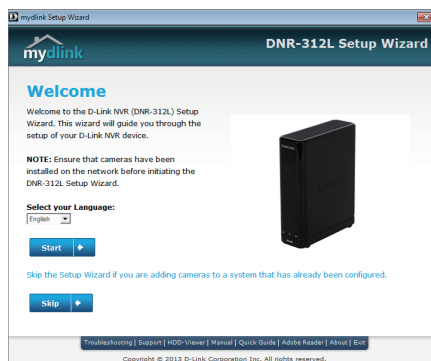 mydlink Setup Wizard
mydlink
DNR-312L Setup Wizard
Welcome
Welcome to the D-Link NVR (DNR-312L) Setup
Wizard. This wizard will guide you through the
setup of your D-Link NVR device.
NOTE: Ensure that cameras have been
installed on the network before initiating the
DNR-312L Setup Wizard.
Select your Language:
English
Start
Skip the Setup Wizard if you are adding cameras to a system that has already been configured.
Skip
Troubleshooting | Support | HDD-Viewer | Manual | Quick Guide | Adobe Reader | About | Exit
Copyright © 2013 D-Link Corporation Inc. All rights reserved.